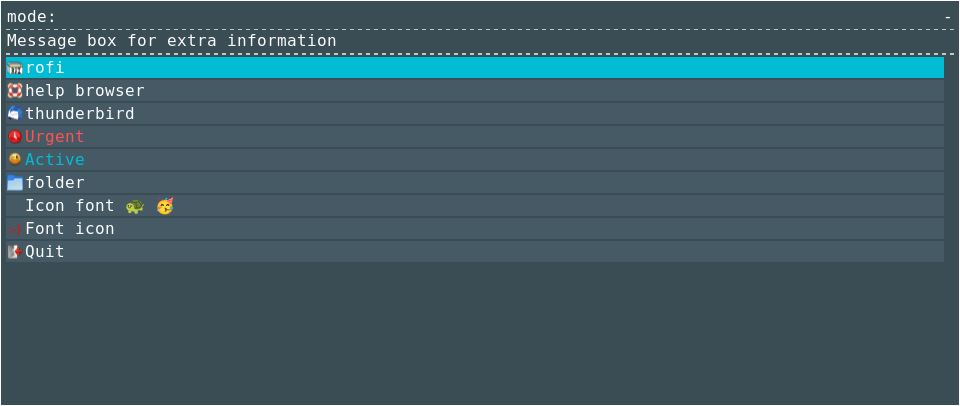 mode: -
Message box for extra information
rofi
help browser
thunderbird
Urgent
Active
folder
Icon font 🐢 🥳
Font icon
Quit